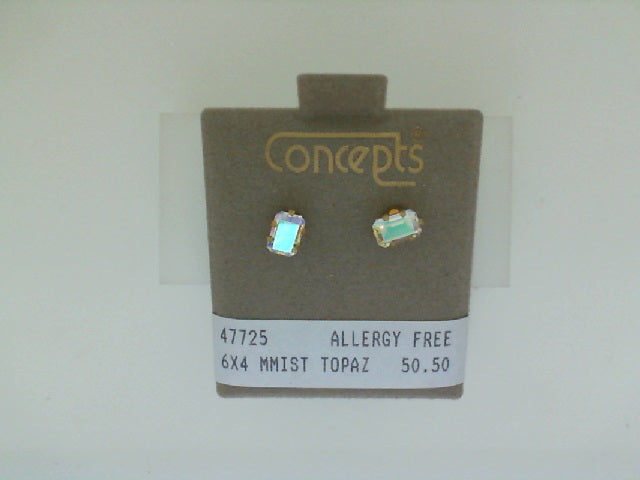 Concepts®
47725 ALLERGY FREE
6X4 MMIST TOPAZ 50.50